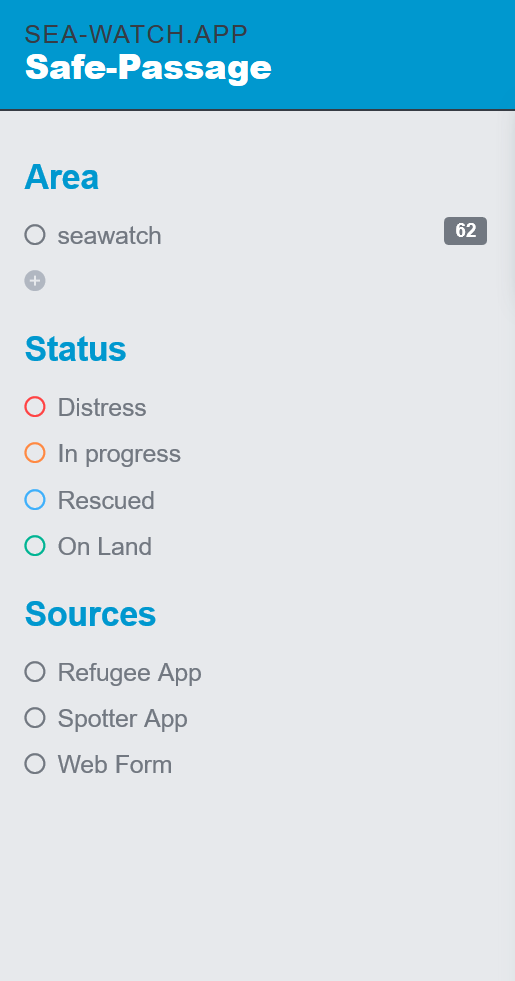 SEA-WATCH.APP
Safe-Passage
Area
seawatch 62
Status
Distress
In progress
Rescued
On Land
Sources
Refugee App
Spotter App
Web Form